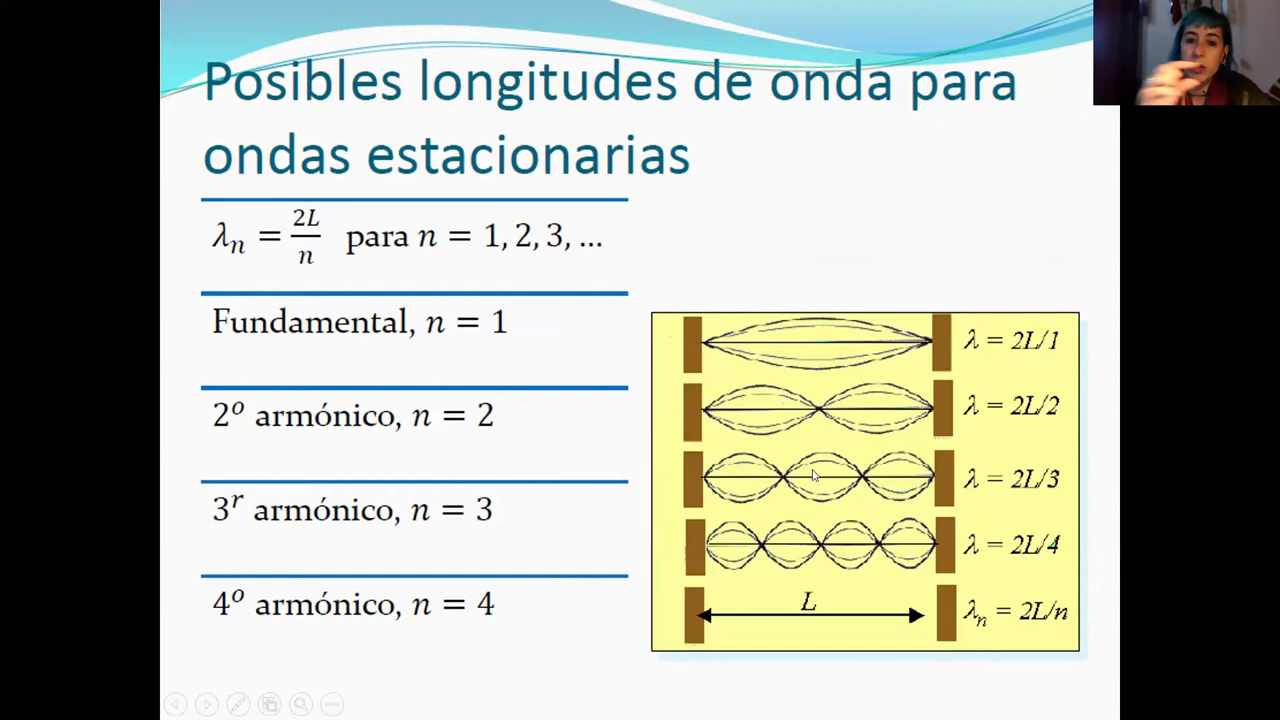 Posibles longitudes de onda para
ondas estacionarias
λₙ = 2L/n para n = 1, 2, 3, ...
Fundamental, n = 1
2º armónico, n = 2
3ʳ armónico, n = 3
4º armónico, n = 4
λ = 2L/1
λ = 2L/2
λ = 2L/3
λ = 2L/4
L
λₙ = 2L/n